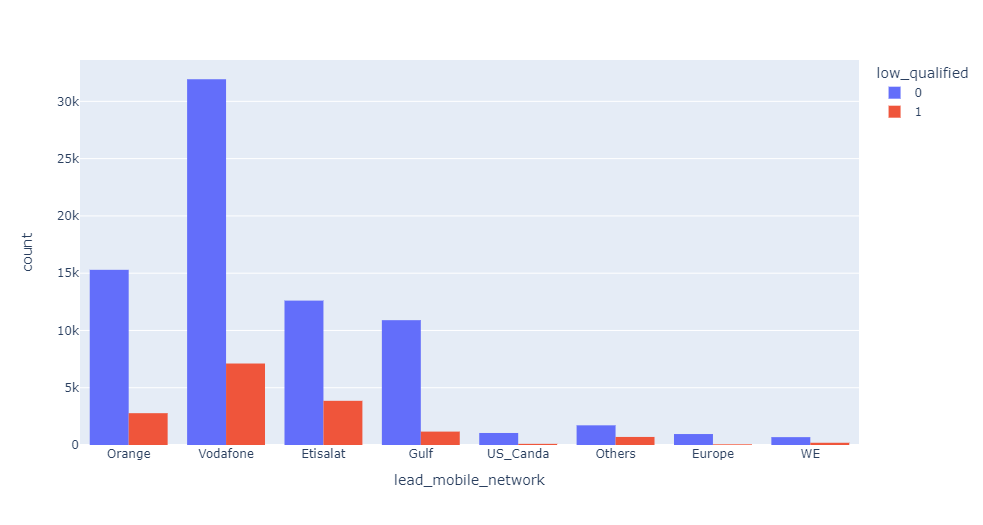 low_qualified
0
1
30k
25k
20k
15k
10k
5k
0
count
Orange Vodafone Etisalat Gulf US_Canda Others Europe WE
lead_mobile_network